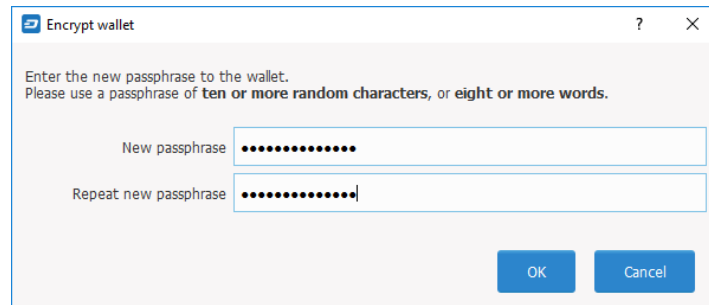 Encrypt wallet
Enter the new passphrase to the wallet.
Please use a passphrase of ten or more random characters, or eight or more words.
New passphrase ●●●●●●●●●●●●●●
Repeat new passphrase ●●●●●●●●●●●●●●
OK Cancel